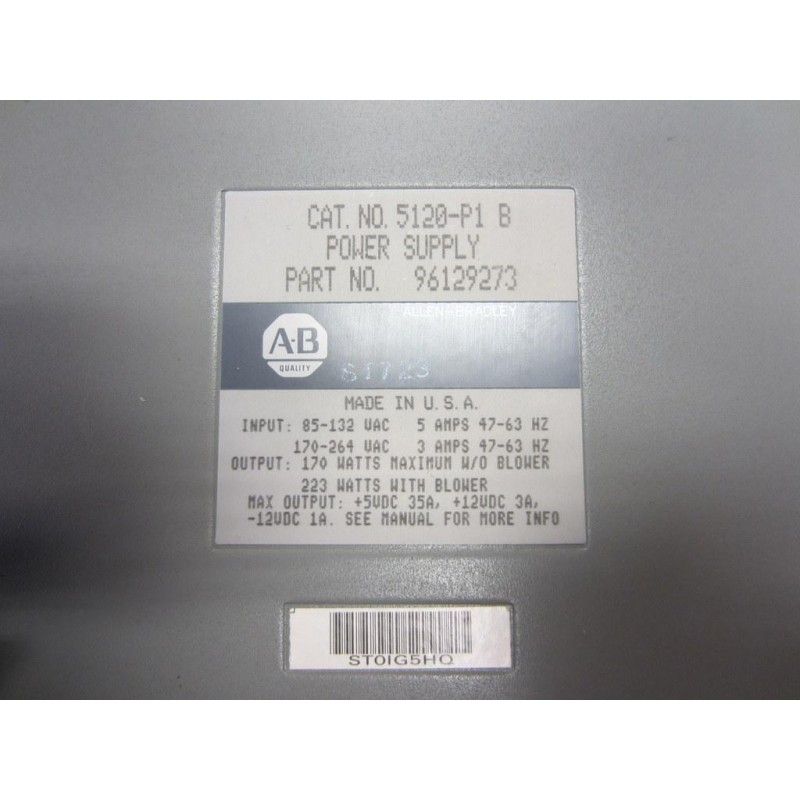 CAT. NO. 5120-P1 B
POWER SUPPLY
PART NO. 96129273
ALLEN-BRADLEY
A-B
QUALITY
81723
MADE IN U.S.A.
INPUT: 85-132 VAC 5 AMPS 47-63 HZ
170-264 VAC 3 AMPS 47-63 HZ
OUTPUT: 170 WATTS MAXIMUM W/O BLOWER
223 WATTS WITH BLOWER
MAX OUTPUT: +5VDC 35A, +12VDC 3A,
-12VDC 1A. SEE MANUAL FOR MORE INFO
ST0IG5HQ